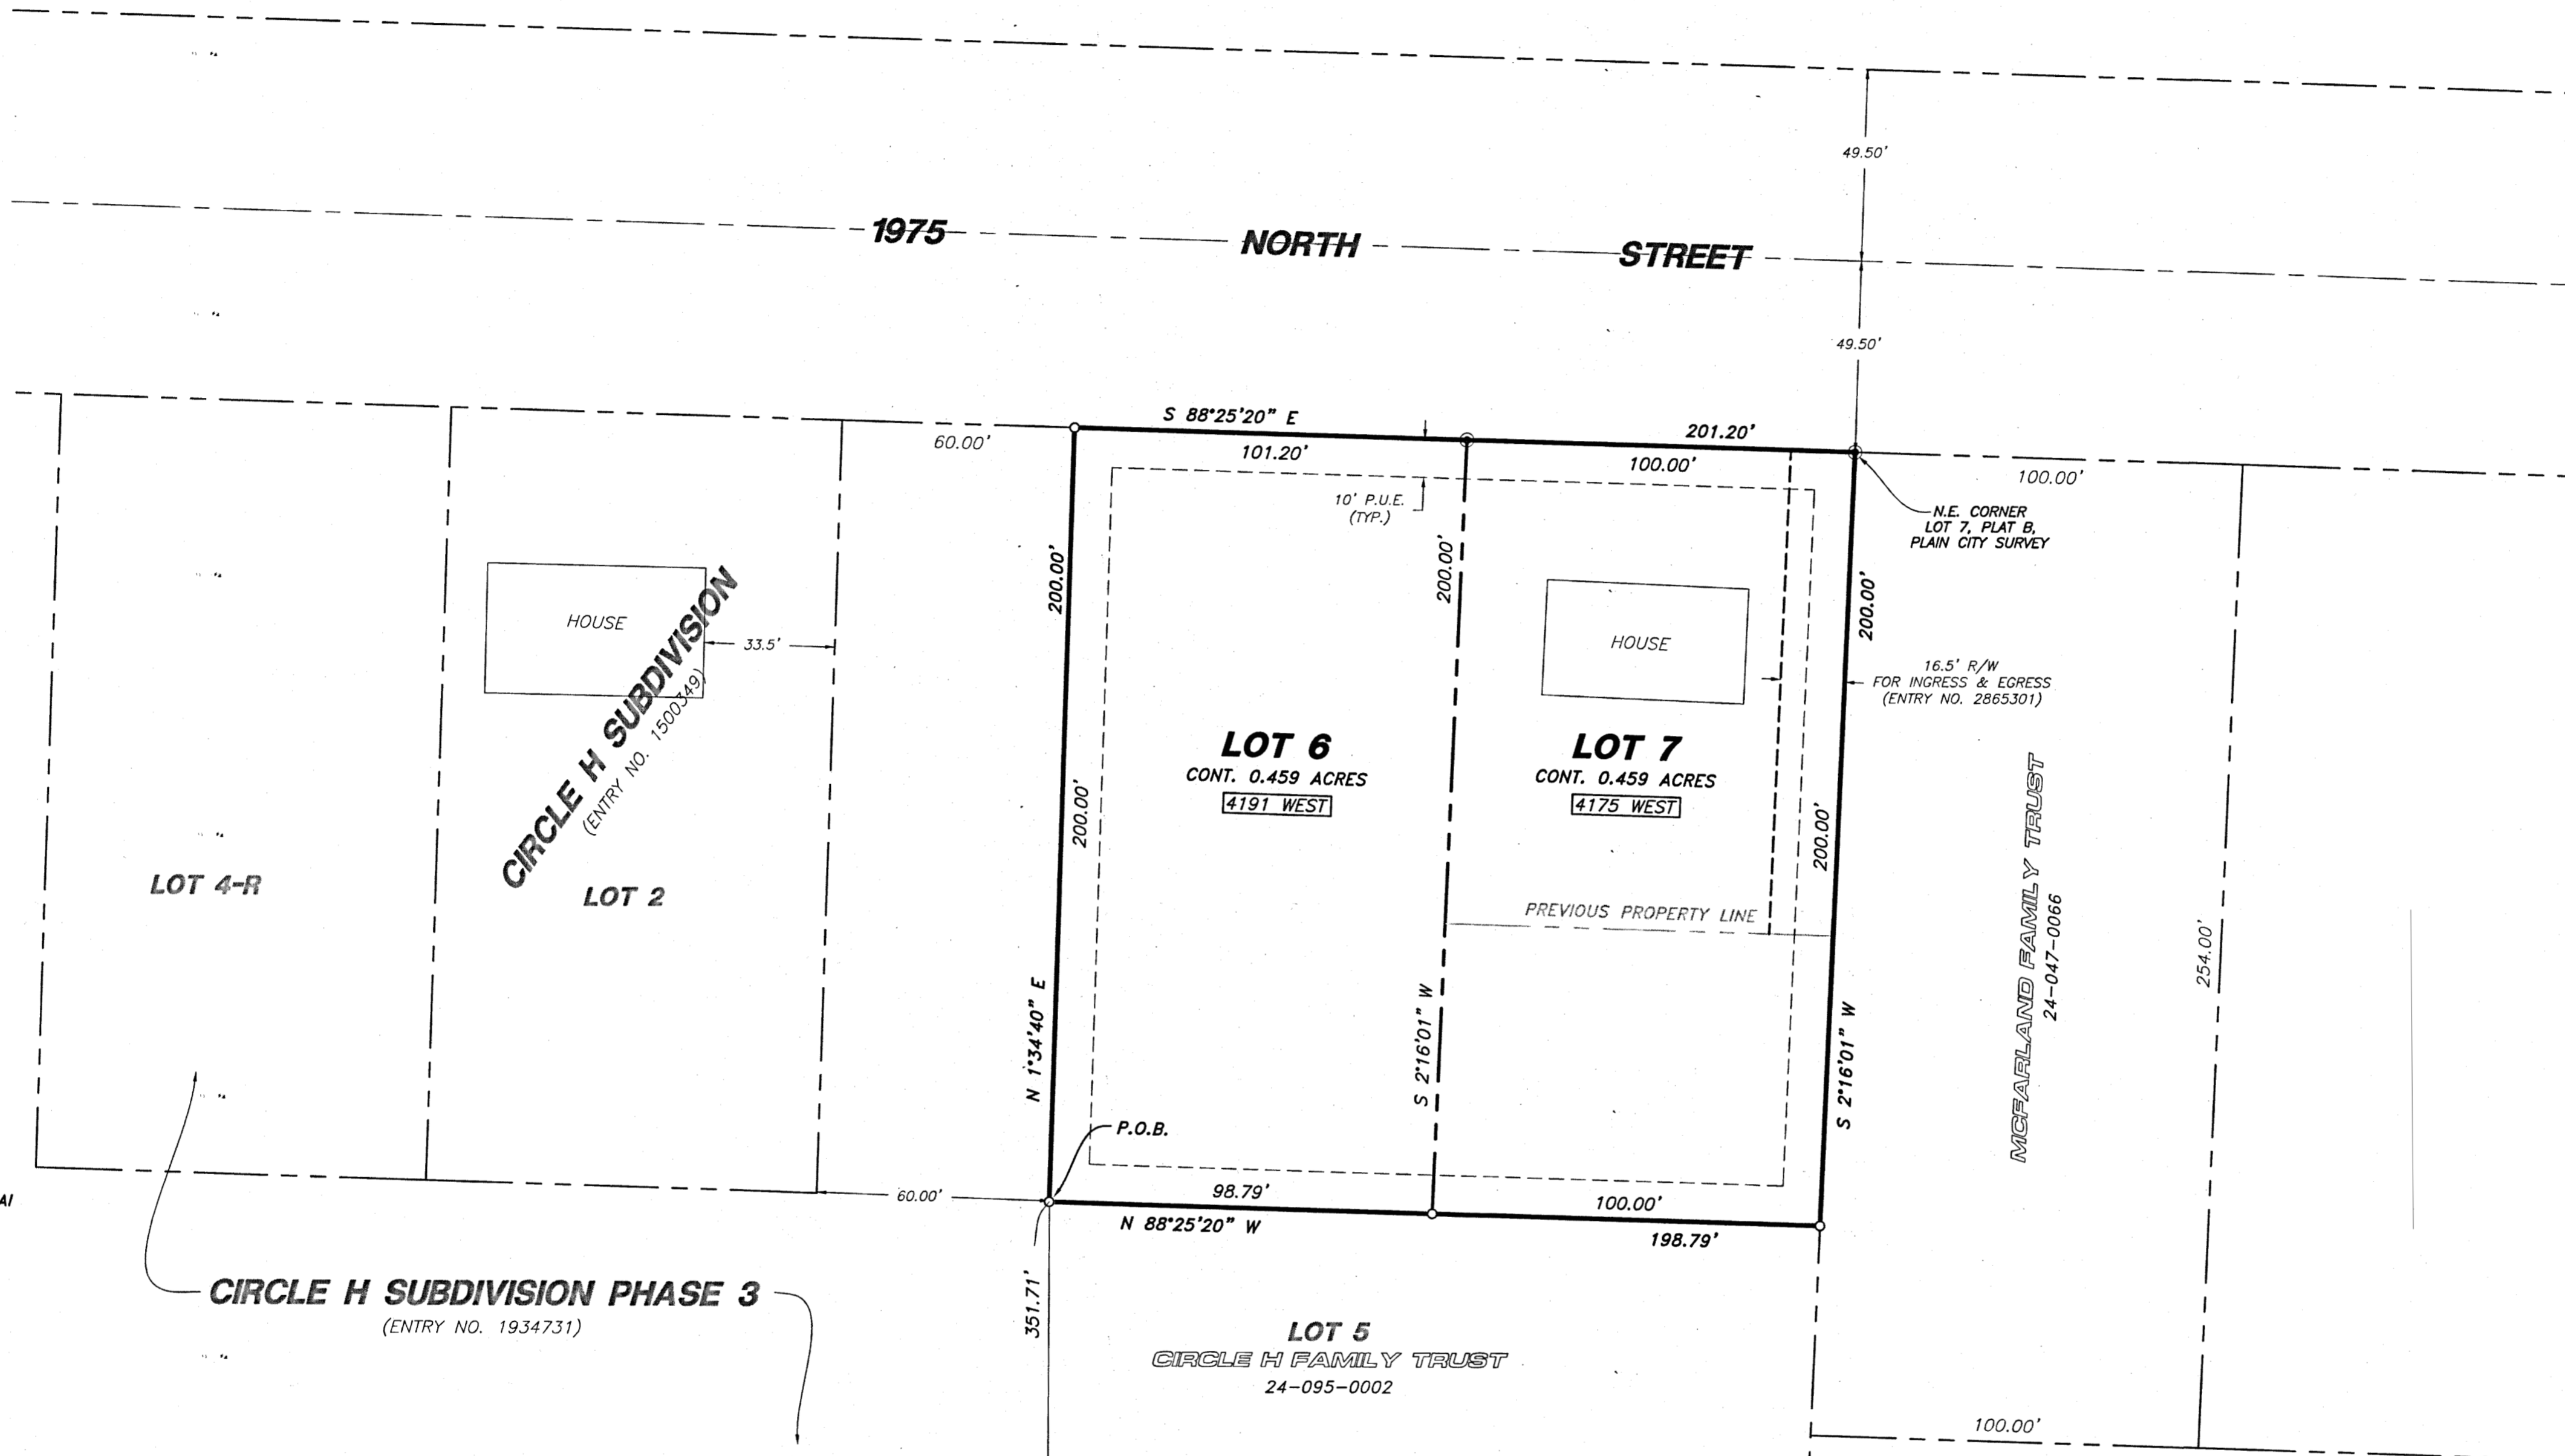 49.50'
1975 NORTH STREET
49.50'
S 88°25'20" E
201.20'
60.00'
101.20'
100.00'
100.00'
10' P.U.E.
(TYP.)
N.E. CORNER
LOT 7, PLAT B,
PLAIN CITY SURVEY
200.00'
200.00'
200.00'
HOUSE
33.5'
HOUSE
CIRCLE H SUBDIVISION
(ENTRY NO. 1500349)
16.5' R/W
FOR INGRESS & EGRESS
(ENTRY NO. 2865301)
LOT 6
CONT. 0.459 ACRES
4191 WEST
LOT 7
CONT. 0.459 ACRES
4175 WEST
200.00'
200.00'
LOT 4-R
LOT 2
PREVIOUS PROPERTY LINE
MCFARLAND FAMILY TRUST
24-047-0066
254.00'
N 1°34'40" E
S 2°16'01" W
S 2°16'01" W
P.O.B.
60.00'
98.79'
100.00'
N 88°25'20" W
198.79'
AI
CIRCLE H SUBDIVISION PHASE 3
(ENTRY NO. 1934731)
351.71'
LOT 5
CIRCLE H FAMILY TRUST
24-095-0002
100.00'